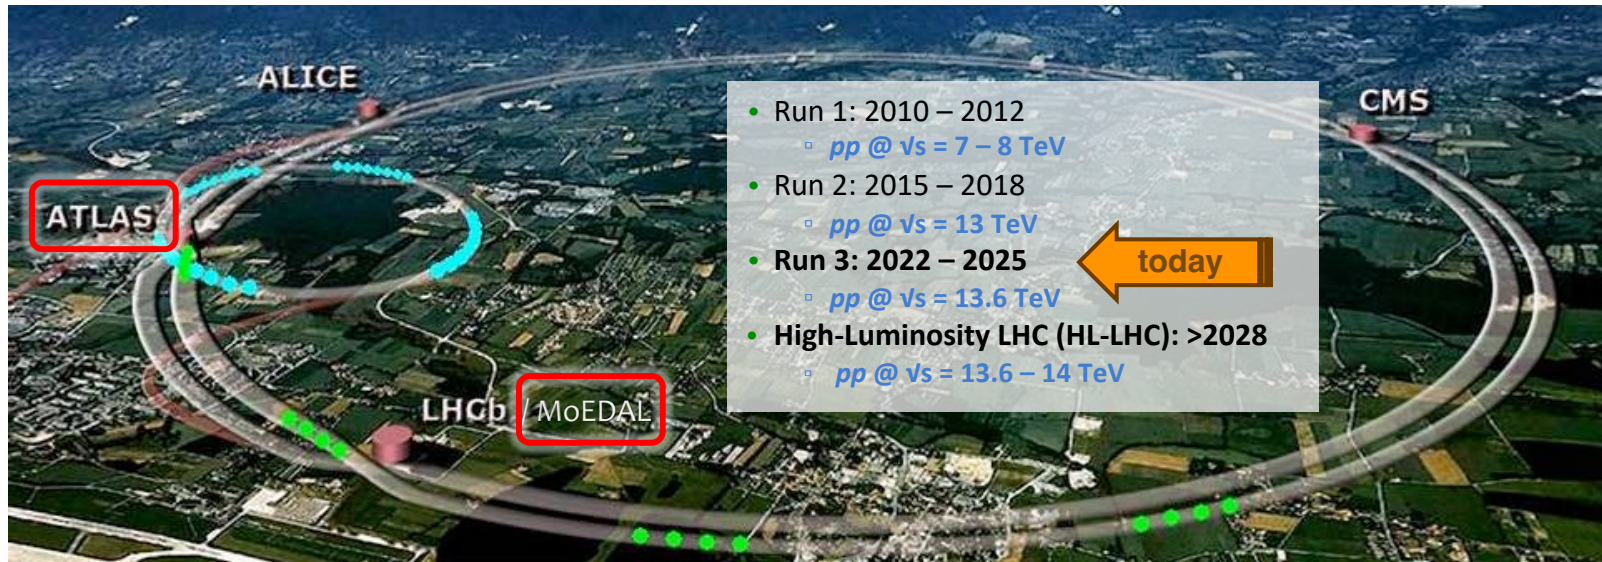 ALICE
CMS
ATLAS
LHCb / MoEDAL
• Run 1: 2010 – 2012
▫ pp @ √s = 7 – 8 TeV
• Run 2: 2015 – 2018
▫ pp @ √s = 13 TeV
• Run 3: 2022 – 2025
today
▫ pp @ √s = 13.6 TeV
• High-Luminosity LHC (HL-LHC): >2028
▫ pp @ √s = 13.6 – 14 TeV